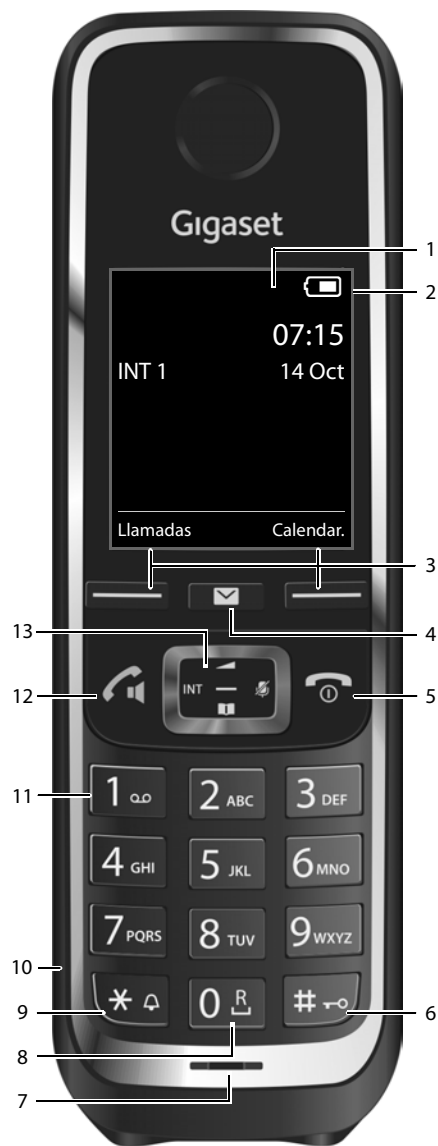 Gigaset
1
2
07:15
INT 1 14 Oct
Llamadas Calendar.
3
4
13
INT
12
5
11
1 2 ABC 3 DEF
4 GHI 5 JKL 6 MNO
7 PQRS 8 TUV 9 WXYZ
10
* 0 R #
9
6
8
7